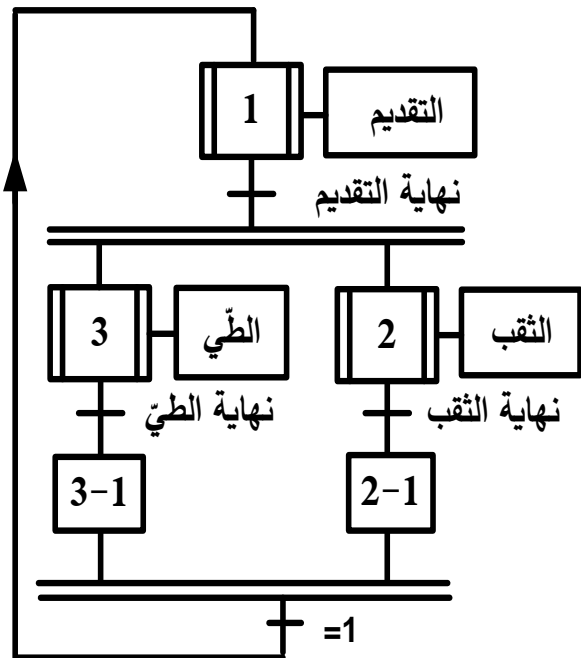 1
التقديم
نهاية التقديم
2
الثقب
3
الطّي
نهاية الثقب
نهاية الطيّ
2-1
3-1
=1